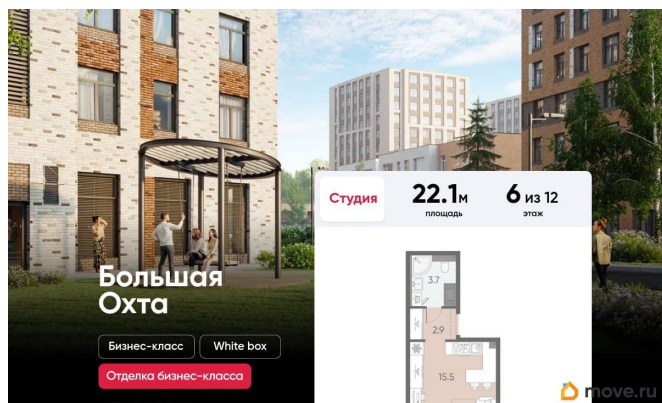 Студия
22.1м
площадь
6 из 12
этаж
Большая
Охта
Бизнес-класс
White box
Отделка бизнес-класса
3.7
2.9
15.5
move.ru